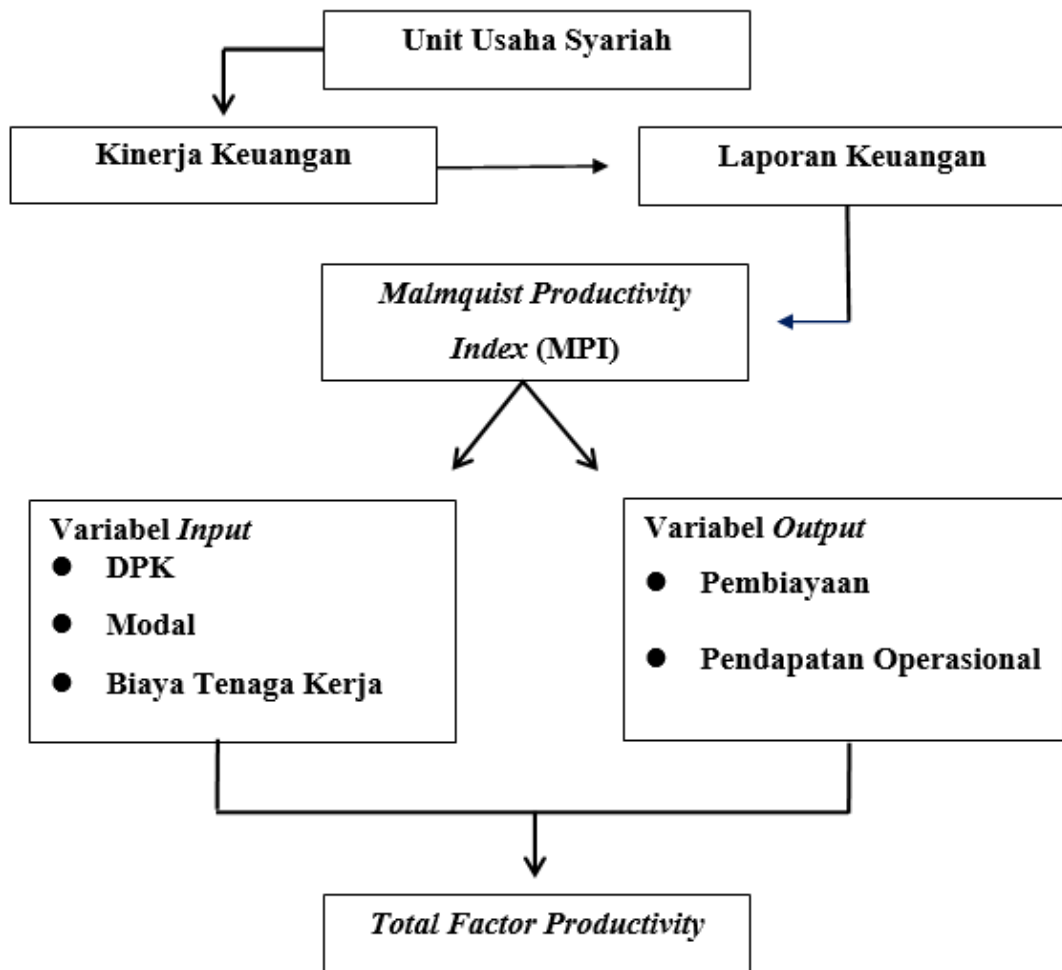 Unit Usaha Syariah
Kinerja Keuangan
Laporan Keuangan
Malmquist Productivity
Index (MPI)
Variabel Input
● DPK
● Modal
● Biaya Tenaga Kerja
Variabel Output
● Pembiayaan
● Pendapatan Operasional
Total Factor Productivity